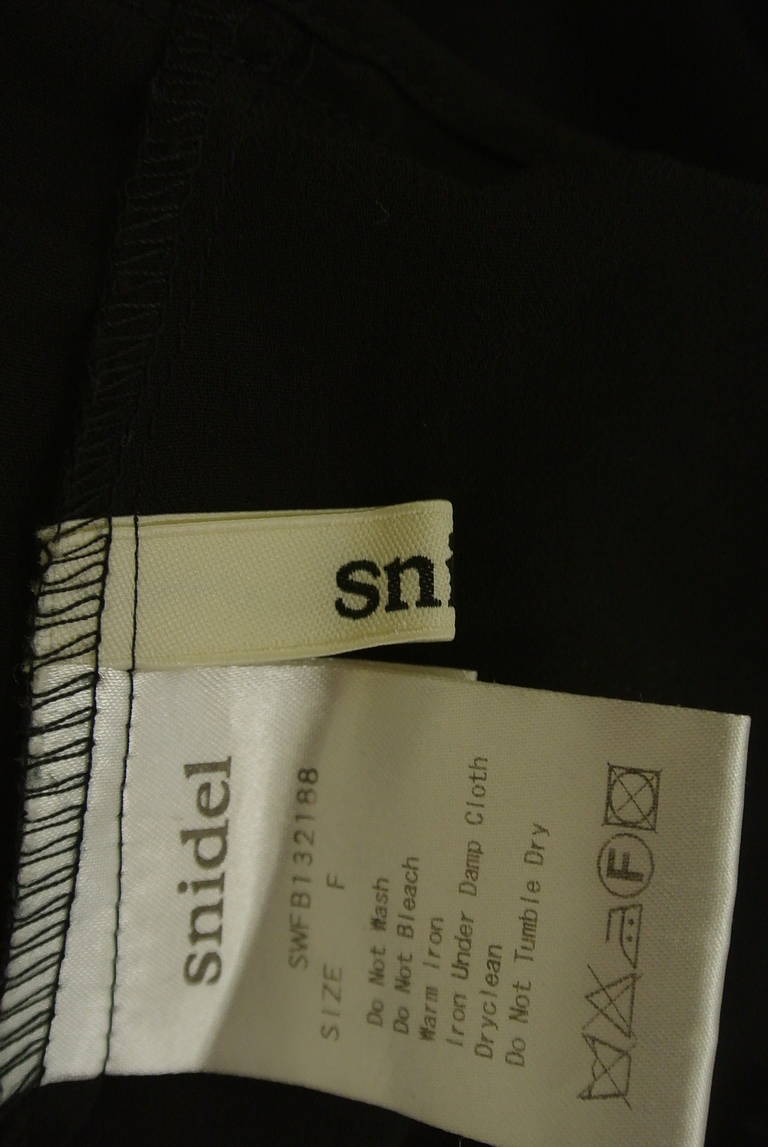 sni
snidel
SWFB132188
SIZE F
Do Not Wash
Do Not Bleach
Warm Iron
Iron Under Damp Cloth
Dryclean
Do Not Tumble Dry
F